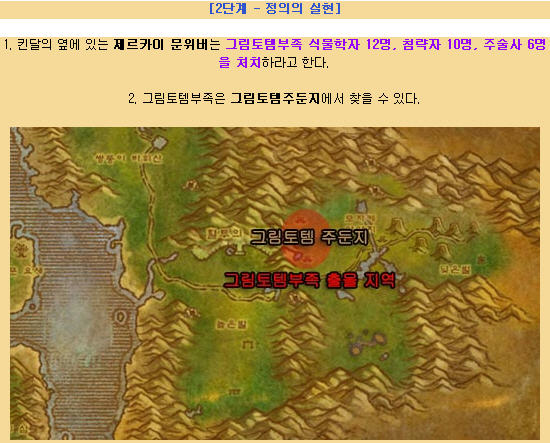 [2단계 - 정의의 실현]
1. 킨달의 옆에 있는 제르카이 문위버는 그림토템부족 식물학자 12명, 침략자 10명, 주술사 6명
을 처치하라고 한다.
2. 그림토템부족은 그림토템주둔지에서 찾을 수 있다.
그림토템 주둔지
그림토템부족 출몰 지역
높은벌